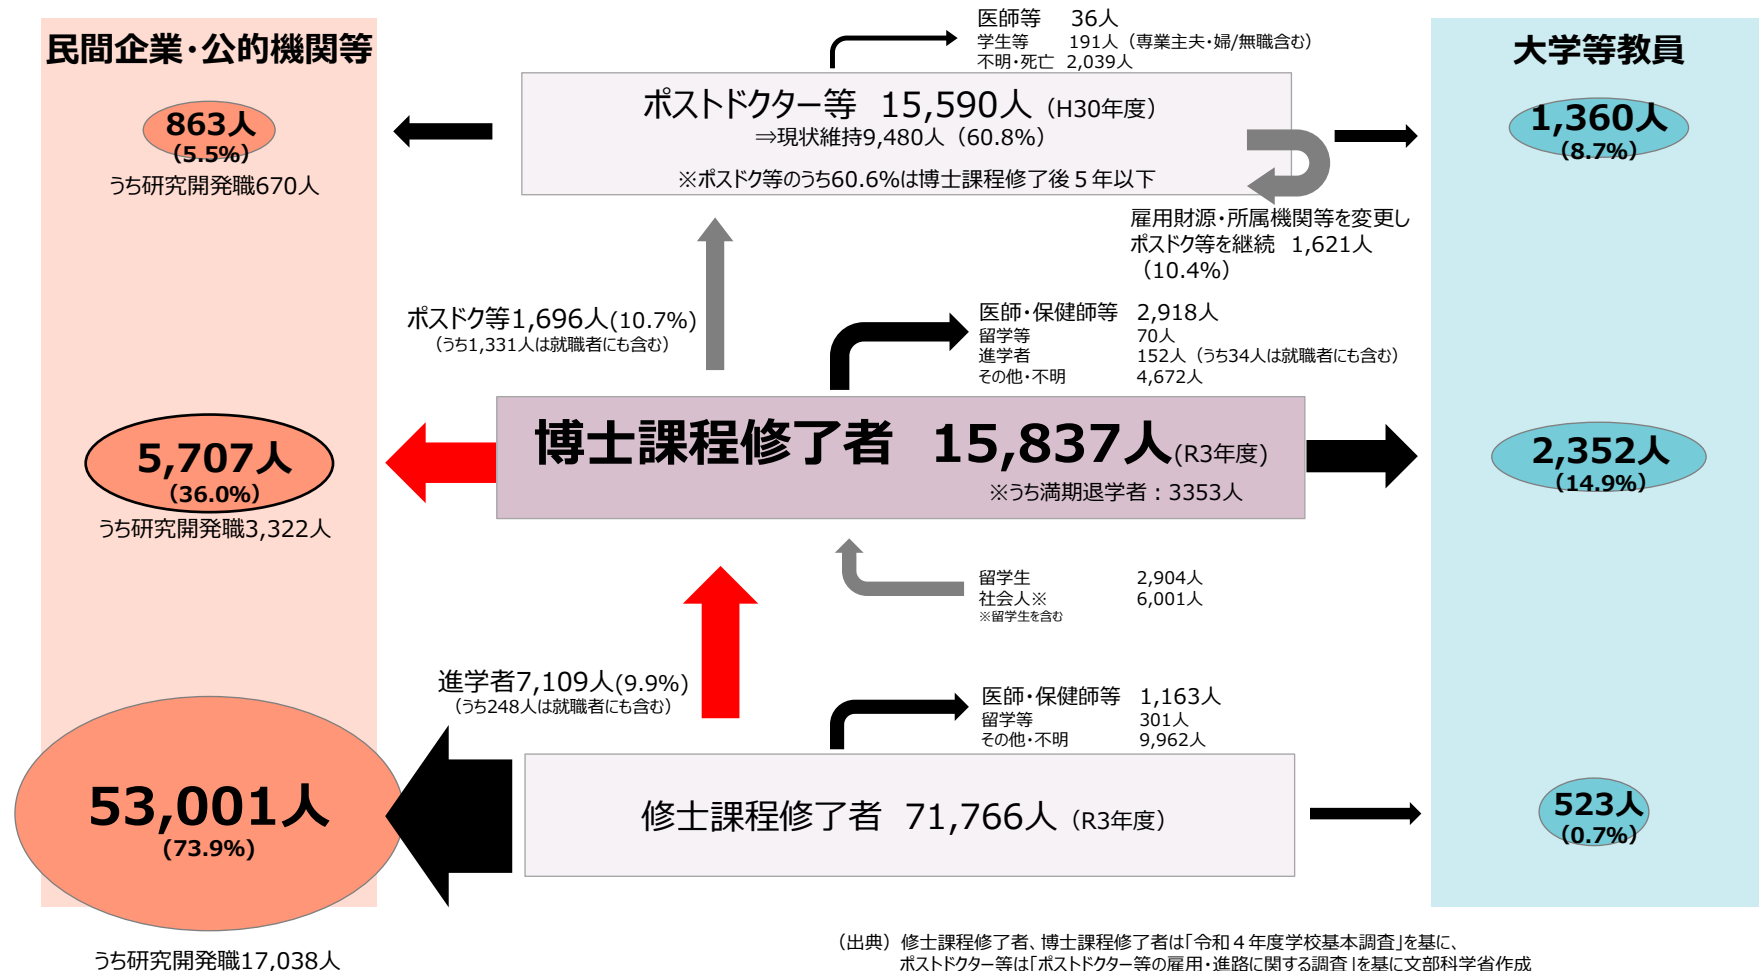 民間企業・公的機関等
863人
(5.5%)
うち研究開発職670人
5,707人
(36.0%)
うち研究開発職3,322人
53,001人
(73.9%)
うち研究開発職17,038人
医師等 36人
学生等 191人（専業主夫・婦/無職含む）
不明・死亡 2,039人
ポストドクター等 15,590人（H30年度）
⇒現状維持9,480人（60.8%）
※ポスドク等のうち60.6%は博士課程修了後５年以下
雇用財源・所属機関等を変更し
ポスドク等を継続 1,621人
（10.4%）
ポスドク等1,696人(10.7%)
（うち1,331人は就職者にも含む）
医師・保健師等 2,918人
留学等 70人
進学者 152人（うち34人は就職者にも含む）
その他・不明 4,672人
博士課程修了者 15,837人(R3年度)
※うち満期退学者：3353人
留学生 2,904人
社会人※ 6,001人
※留学生を含む
進学者7,109人(9.9%)
（うち248人は就職者にも含む）
医師・保健師等 1,163人
留学等 301人
その他・不明 9,962人
修士課程修了者 71,766人（R3年度）
大学等教員
1,360人
(8.7%)
2,352人
(14.9%)
523人
(0.7%)
（出典）修士課程修了者、博士課程修了者は「令和４年度学校基本調査」を基に、
ポストドクター等は「ポストドクター等の雇用・進路に関する調査」を基に文部科学省作成